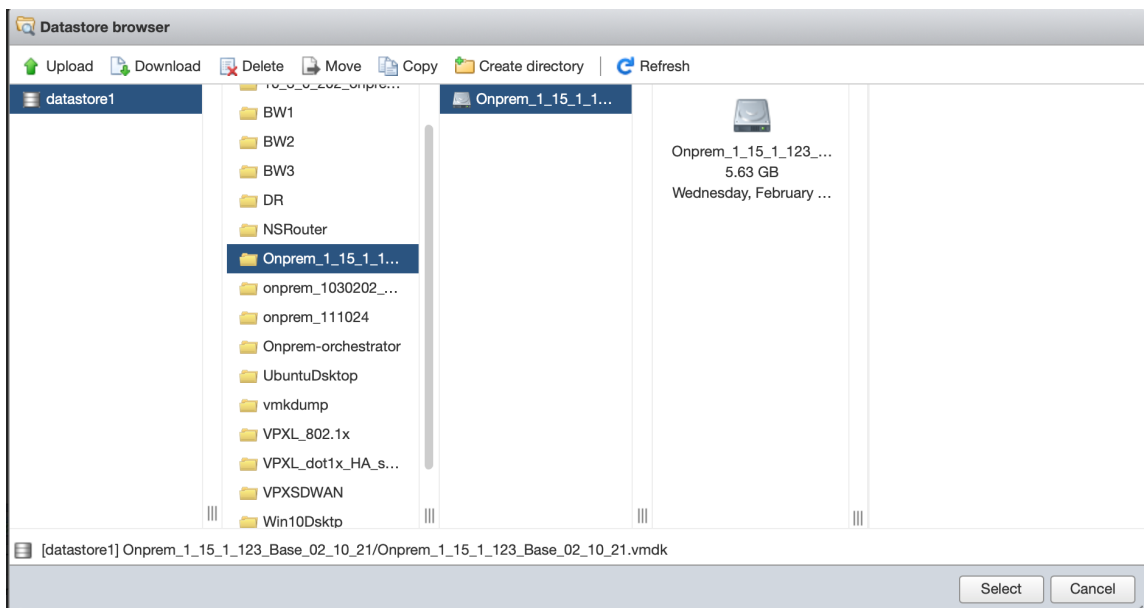 Datastore browser
Upload Download Delete Move Copy Create directory Refresh
datastore1
BW1
BW2
BW3
DR
NSRouter
Onprem_1_15_1_1...
onprem_1030202_...
onprem_111024
Onprem-orchestrator
UbuntuDsktop
vmkdump
VPXL_802.1x
VPXL_dot1x_HA_s...
VPXSDWAN
Win10Dsktp
Onprem_1_15_1_1...
Onprem_1_15_1_123_...
5.63 GB
Wednesday, February ...
[datastore1] Onprem_1_15_1_123_Base_02_10_21/Onprem_1_15_1_123_Base_02_10_21.vmdk
Select Cancel